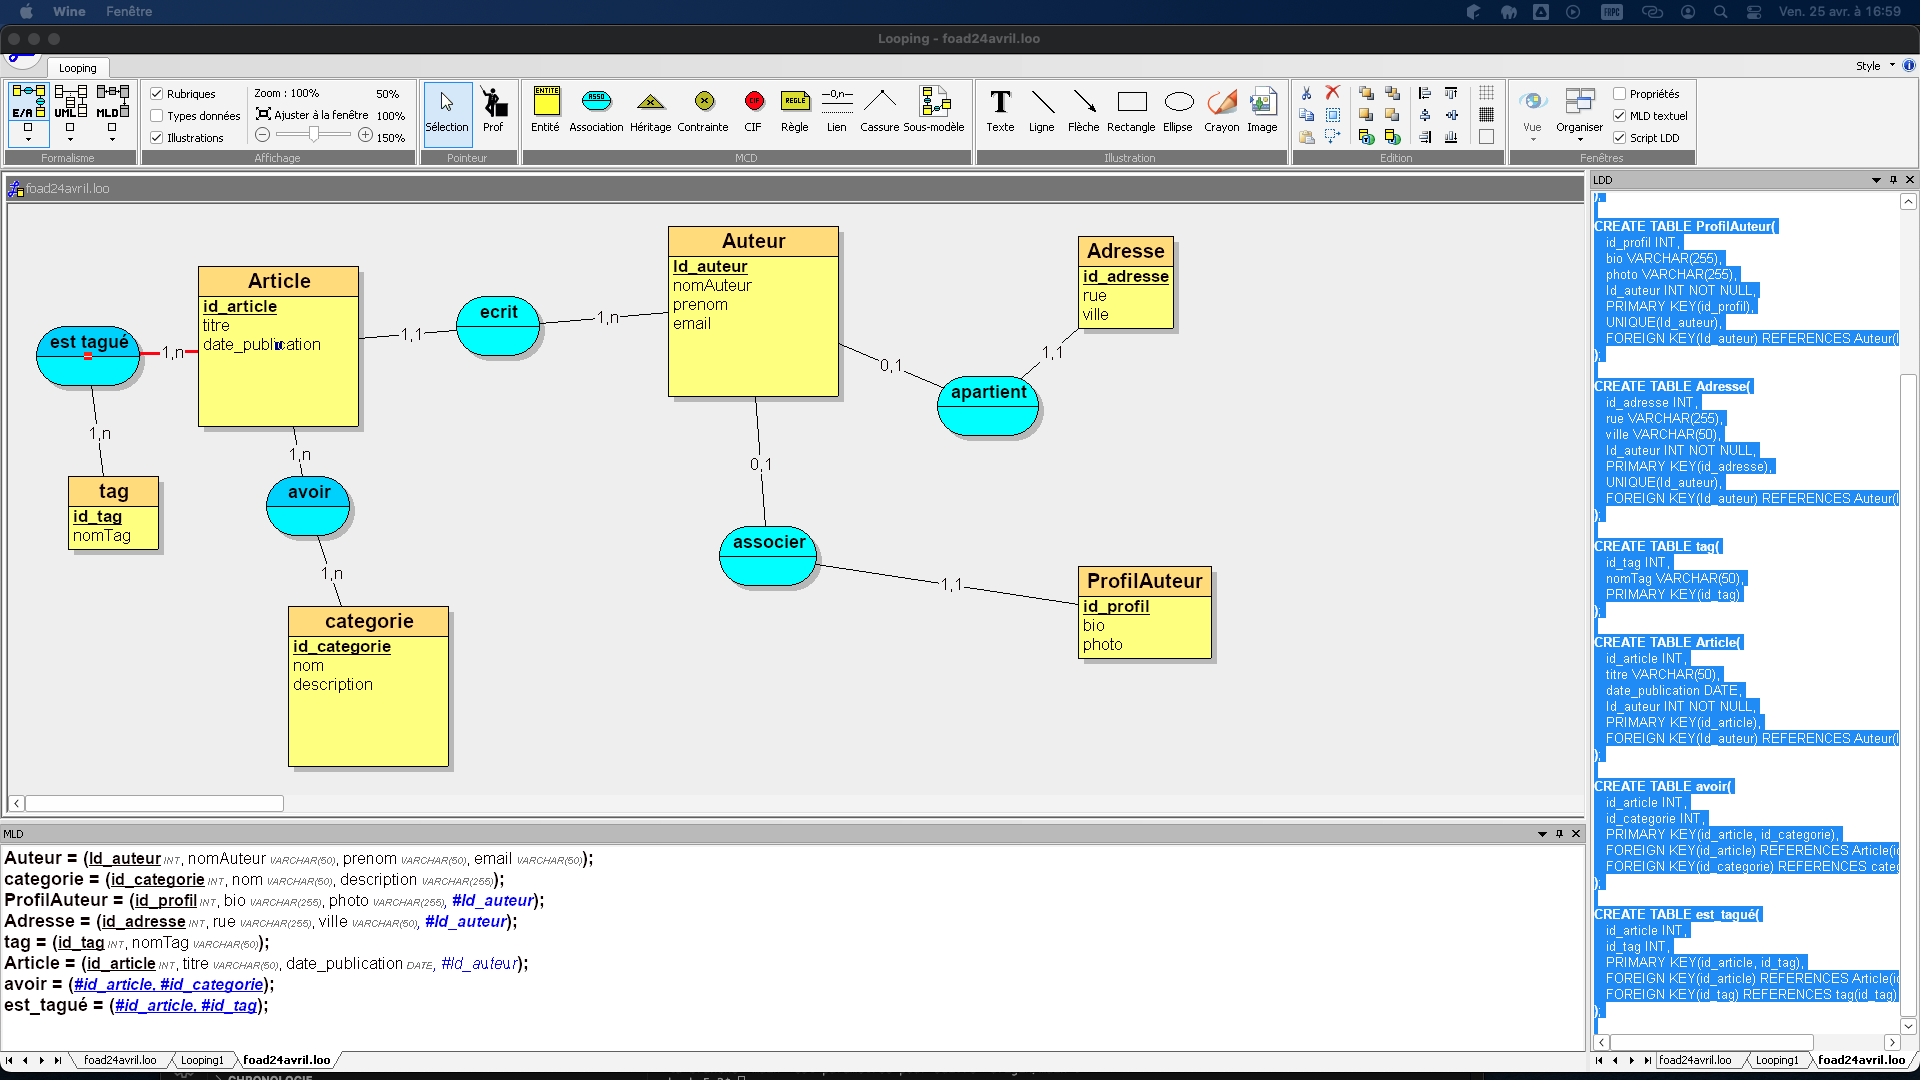 Wine Fenêtre FRPC Ven. 25 avr. à 16:59
Looping - foad24avril.loo
Looping Style
E/A UML MLD
Formalisme
Rubriques
Types données
Illustrations
Zoom : 100% 50%
Ajuster à la fenêtre 100%
150%
Affichage
Sélection Prof
Pointeur
ENTITE ASSO CIF REGLE —0,n—
Entité Association Héritage Contrainte CIF Règle Lien Cassure Sous-modèle
MCD
Texte Ligne Flèche Rectangle Ellipse Crayon Image
Illustration
Edition
Vue Organiser
Propriétés
MLD textuel
Script LDD
Fenêtres
foad24avril.loo
Article
id_article
titre
date_publication
est tagué
1,n
1,n
tag
id_tag
nomTag
1,n
avoir
1,n
categorie
id_categorie
nom
description
1,1
ecrit
1,n
Auteur
Id_auteur
nomAuteur
prenom
email
0,1
apartient
1,1
Adresse
id_adresse
rue
ville
0,1
associer
1,1
ProfilAuteur
id_profil
bio
photo
MLD
Auteur = (Id_auteur INT, nomAuteur VARCHAR(50), prenom VARCHAR(50), email VARCHAR(50));
categorie = (id_categorie INT, nom VARCHAR(50), description VARCHAR(255));
ProfilAuteur = (id_profil INT, bio VARCHAR(255), photo VARCHAR(255), #Id_auteur);
Adresse = (id_adresse INT, rue VARCHAR(255), ville VARCHAR(50), #Id_auteur);
tag = (id_tag INT, nomTag VARCHAR(50));
Article = (id_article INT, titre VARCHAR(50), date_publication DATE, #Id_auteur);
avoir = (#id_article, #id_categorie);
est_tagué = (#id_article, #id_tag);
foad24avril.loo Looping1 foad24avril.loo
LDD
);
CREATE TABLE ProfilAuteur(
id_profil INT,
bio VARCHAR(255),
photo VARCHAR(255),
Id_auteur INT NOT NULL,
PRIMARY KEY(id_profil),
UNIQUE(Id_auteur),
FOREIGN KEY(Id_auteur) REFERENCES Auteur(I
);
CREATE TABLE Adresse(
id_adresse INT,
rue VARCHAR(255),
ville VARCHAR(50),
Id_auteur INT NOT NULL,
PRIMARY KEY(id_adresse),
UNIQUE(Id_auteur),
FOREIGN KEY(Id_auteur) REFERENCES Auteur(I
);
CREATE TABLE tag(
id_tag INT,
nomTag VARCHAR(50),
PRIMARY KEY(id_tag)
);
CREATE TABLE Article(
id_article INT,
titre VARCHAR(50),
date_publication DATE,
Id_auteur INT NOT NULL,
PRIMARY KEY(id_article),
FOREIGN KEY(Id_auteur) REFERENCES Auteur(I
);
CREATE TABLE avoir(
id_article INT,
id_categorie INT,
PRIMARY KEY(id_article, id_categorie),
FOREIGN KEY(id_article) REFERENCES Article(id
FOREIGN KEY(id_categorie) REFERENCES categ
);
CREATE TABLE est_tagué(
id_article INT,
id_tag INT,
PRIMARY KEY(id_article, id_tag),
FOREIGN KEY(id_article) REFERENCES Article(id
FOREIGN KEY(id_tag) REFERENCES tag(id_tag)
);
foad24avril.loo Looping1 foad24avril.loo
CHRONOLOGIE